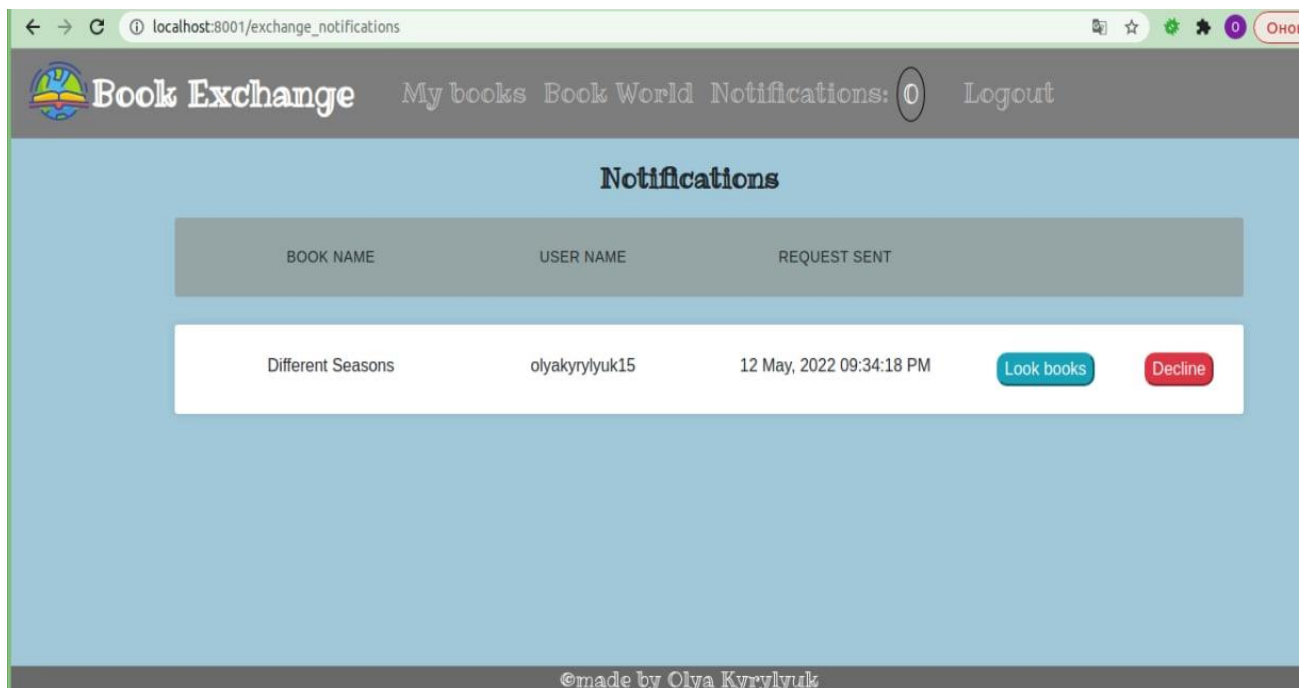 localhost:8001/exchange_notifications
O
Book Exchange My books Book World Notifications: 0 Logout
Notifications
BOOK NAME USER NAME REQUEST SENT
Different Seasons olyakyrylyuk15 12 May, 2022 09:34:18 PM Look books Decline
©made by Olya Kyrylyuk